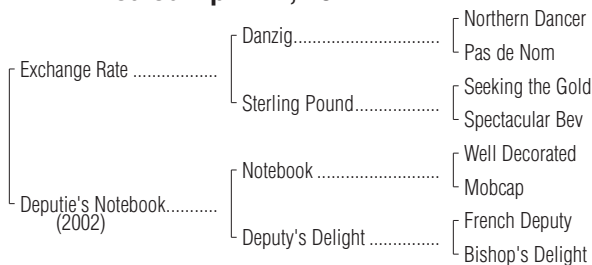 Northern Dancer
Danzig..................................
Pas de Nom
Exchange Rate ...................
Seeking the Gold
Sterling Pound....................
Spectacular Bev
Well Decorated
Notebook .............................
Mobcap
Deputie's Notebook............
(2002)
French Deputy
Deputy's Delight .................
Bishop's Delight